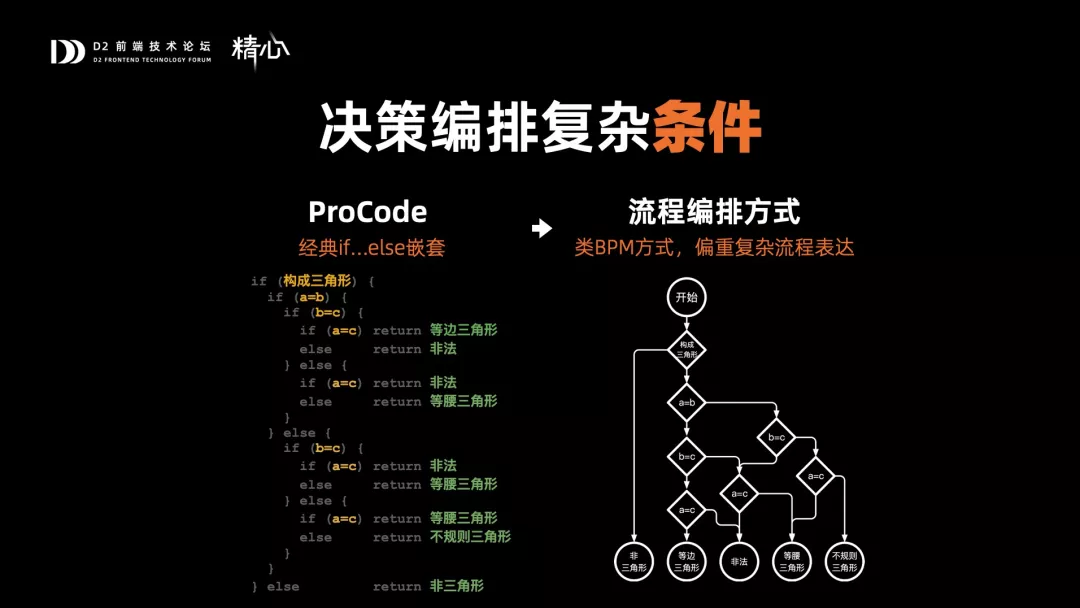 D2 前端技术论坛
D2 FRONTEND TECHNOLOGY FORUM
精心
决策编排复杂条件
ProCode
经典if...else嵌套
if (构成三角形) {
if (a=b) {
if (b=c) {
if (a=c) return 等边三角形
else return 非法
} else {
if (a=c) return 非法
else return 等腰三角形
}
} else {
if (b=c) {
if (a=c) return 非法
else return 等腰三角形
} else {
if (a=c) return 等腰三角形
else return 不规则三角形
}
}
} else return 非三角形
流程编排方式
类BPM方式，偏重复杂流程表达
开始
构成
三角形
a=b
b=c
b=c
a=c
a=c
a=c
非
三角形
等边
三角形
非法
等腰
三角形
不规则
三角形